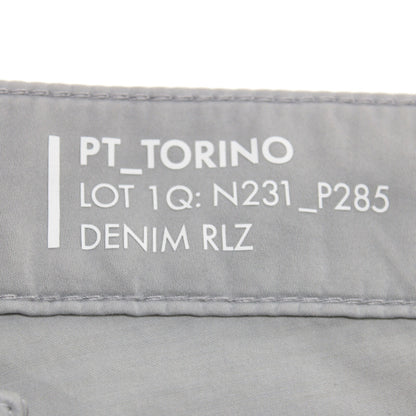 PT_TORINO
LOT 1Q: N231_P285
DENIM RLZ